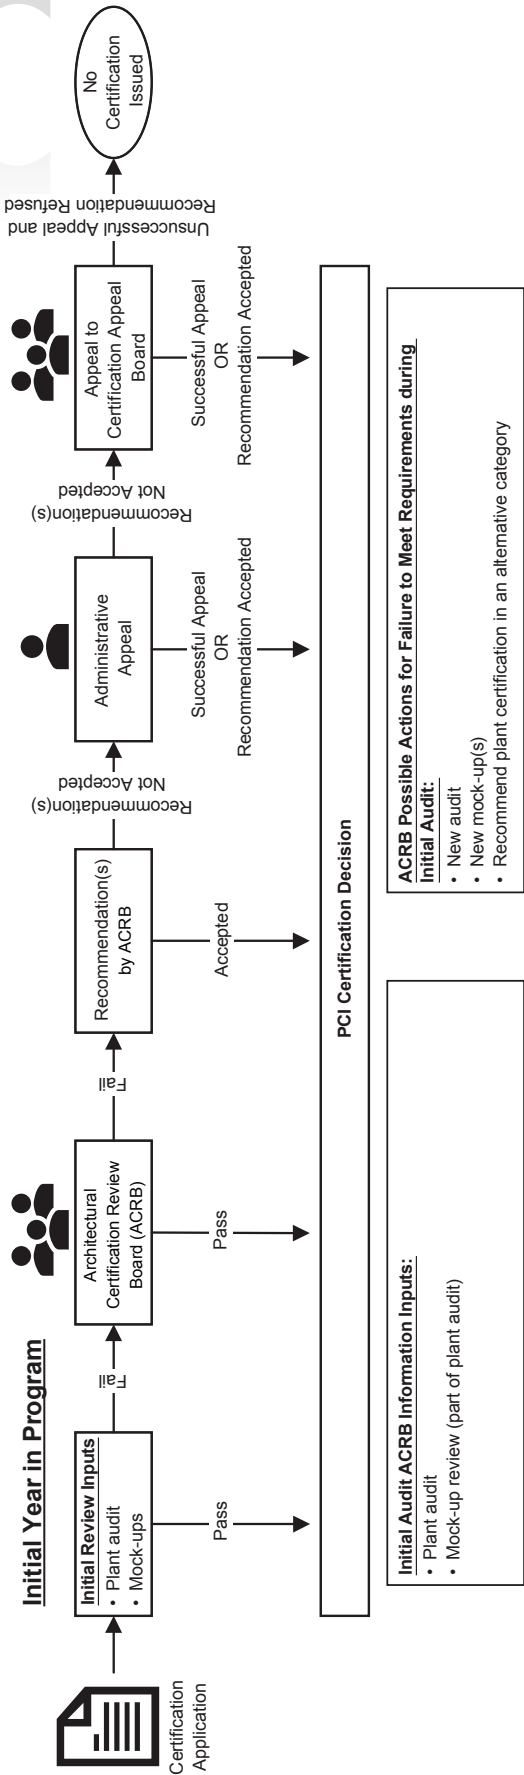 Initial Year in Program
Certification
Application
Initial Review Inputs
• Plant audit
• Mock-ups
Fail
Pass
Architectural
Certification Review
Board (ACRB)
Fail
Pass
Recommendation(s)
by ACRB
Recommendation(s)
Not Accepted
Accepted
Administrative
Appeal
Recommendation(s)
Not Accepted
Successful Appeal
OR
Recommendation Accepted
Appeal to
Certification Appeal
Board
Unsuccessful Appeal and
Recommendation Refused
Successful Appeal
OR
Recommendation Accepted
No
Certification
Issued
PCI Certification Decision
Initial Audit ACRB Information Inputs:
• Plant audit
• Mock-up review (part of plant audit)
ACRB Possible Actions for Failure to Meet Requirements during
Initial Audit:
• New audit
• New mock-up(s)
• Recommend plant certification in an alternative category